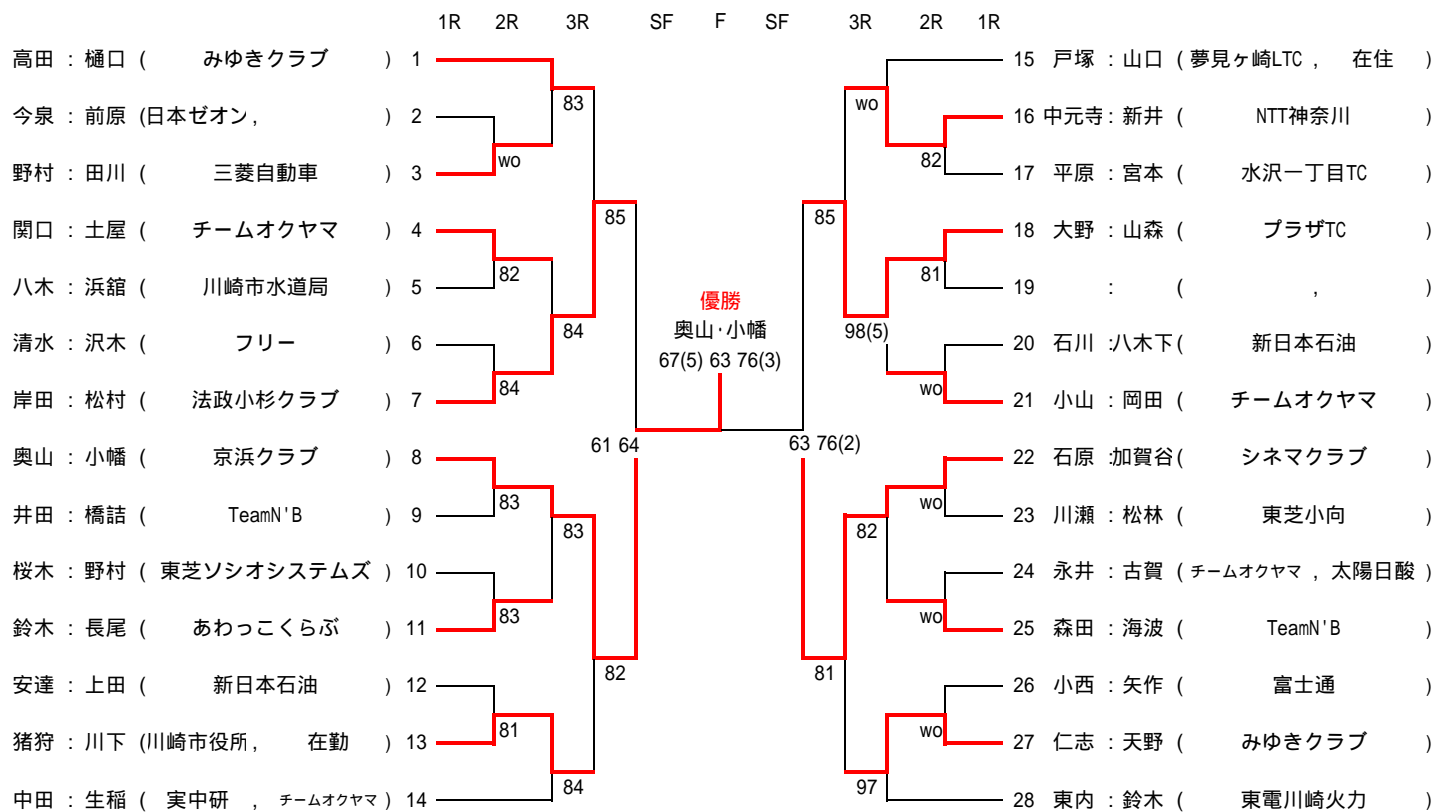 1R 2R 3R SF F SF 3R 2R 1R
高田 : 樋口 ( みゆきクラブ ) 1
今泉 : 前原 (日本ゼオン, ) 2
野村 : 田川 ( 三菱自動車 ) 3
関口 : 土屋 ( チームオクヤマ ) 4
八木 : 浜舘 ( 川崎市水道局 ) 5
清水 : 沢木 ( フリー ) 6
岸田 : 松村 ( 法政小杉クラブ ) 7
奥山 : 小幡 ( 京浜クラブ ) 8
井田 : 橋詰 ( TeamN'B ) 9
桜木 : 野村 ( 東芝ソシオシステムズ ) 10
鈴木 : 長尾 ( あわっこくらぶ ) 11
安達 : 上田 ( 新日本石油 ) 12
猪狩 : 川下 (川崎市役所, 在勤 ) 13
中田 : 生稲 ( 実中研 , チームオクヤマ ) 14
83
wo
85
82
84
84
61 64
83
83
83
82
81
84
優勝
奥山・小幡
67(5) 63 76(3)
wo
82
85
81
98(5)
wo
63 76(2)
wo
82
wo
81
wo
97
15 戸塚 : 山口 ( 夢見ヶ崎LTC , 在住 )
16 中元寺 : 新井 ( NTT神奈川 )
17 平原 : 宮本 ( 水沢一丁目TC )
18 大野 : 山森 ( プラザTC )
19 : ( , )
20 石川 :八木下( 新日本石油 )
21 小山 : 岡田 ( チームオクヤマ )
22 石原 :加賀谷( シネマクラブ )
23 川瀬 : 松林 ( 東芝小向 )
24 永井 : 古賀 ( チームオクヤマ , 太陽日酸 )
25 森田 : 海波 ( TeamN'B )
26 小西 : 矢作 ( 富士通 )
27 仁志 : 天野 ( みゆきクラブ )
28 東内 : 鈴木 ( 東電川崎火力 )